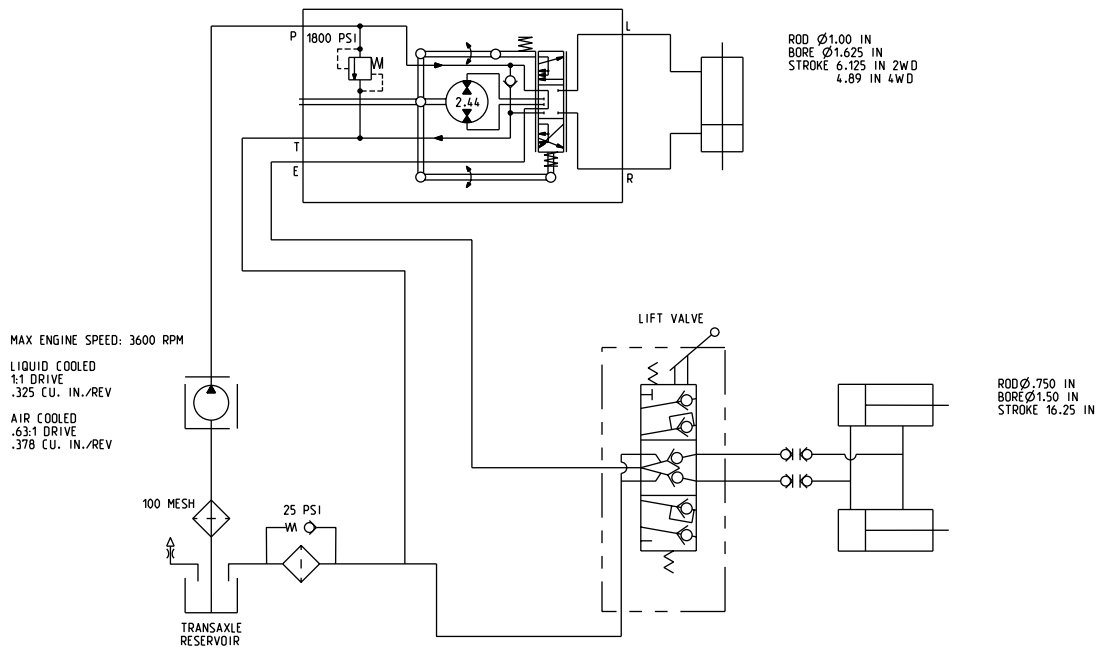 P
1800 PSI
L
ROD Ø1.00 IN
BORE Ø1.625 IN
STROKE 6.125 IN 2WD
4.89 IN 4WD
2.44
T
E
R
LIFT VALVE
MAX ENGINE SPEED: 3600 RPM
LIQUID COOLED
1:1 DRIVE
.325 CU. IN./REV
AIR COOLED
.63:1 DRIVE
.378 CU. IN./REV
RODØ.750 IN
BOREØ1.50 IN
STROKE 16.25 IN
100 MESH
25 PSI
TRANSAXLE
RESERVOIR